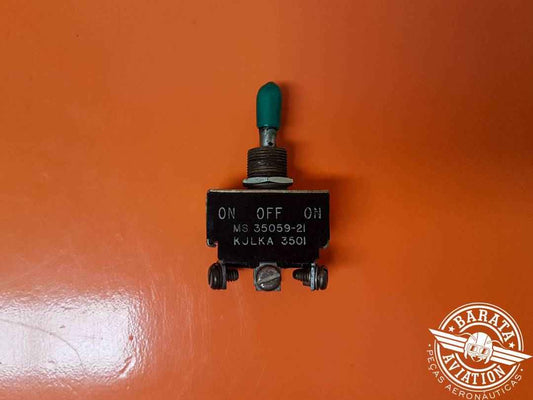 ON OFF ON
MS 35059-21
KULKA 3501
BARATA
AVIATION
PEÇAS AERONÁUTICAS